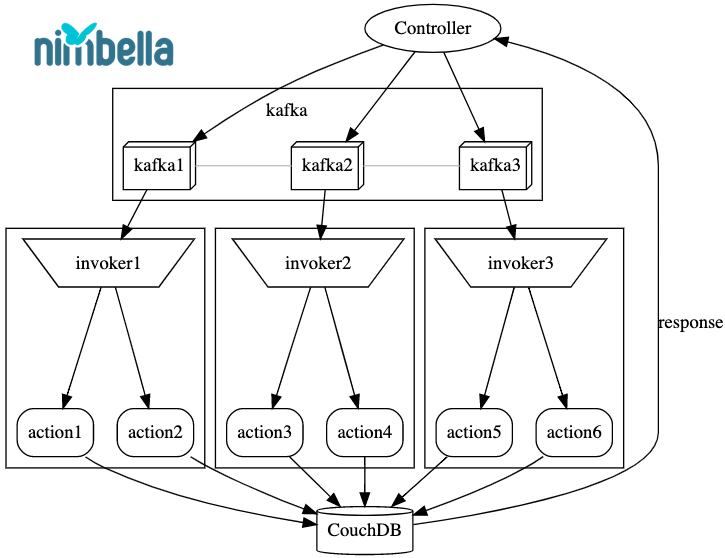 nimbella
Controller
kafka
kafka1
kafka2
kafka3
invoker1
invoker2
invoker3
response
action1
action2
action3
action4
action5
action6
CouchDB